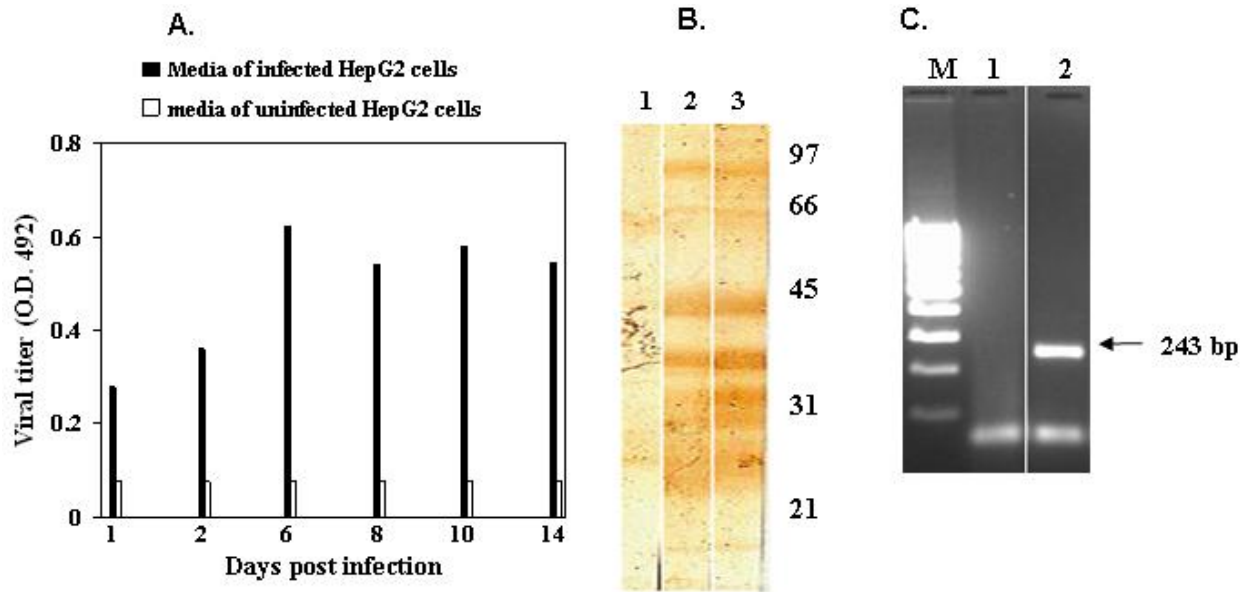 A.
Media of infected HepG2 cells
media of uninfected HepG2 cells
Viral titer (O.D. 492)
0.8
0.6
0.4
0.2
0
1 2 6 8 10 14
Days post infection
B.
1 2 3
97
66
45
31
21
C.
M 1 2
243 bp